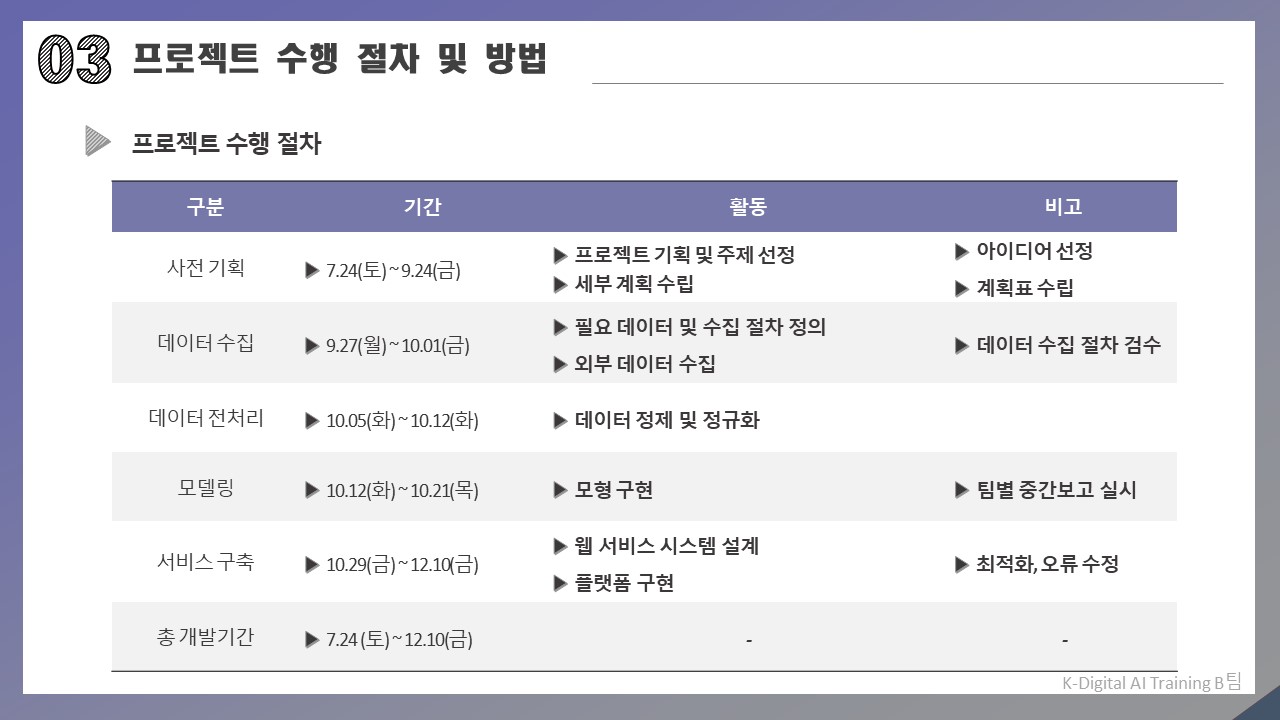 03 프로젝트 수행 절차 및 방법
프로젝트 수행 절차
구분 기간 활동 비고
사전 기획 ▶ 7.24(토) ~ 9.24(금) ▶ 프로젝트 기획 및 주제 선정 ▶ 아이디어 선정
▶ 세부 계획 수립 ▶ 계획표 수립
데이터 수집 ▶ 9.27(월) ~ 10.01(금) ▶ 필요 데이터 및 수집 절차 정의 ▶ 데이터 수집 절차 검수
▶ 외부 데이터 수집
데이터 전처리 ▶ 10.05(화) ~ 10.12(화) ▶ 데이터 정제 및 정규화
모델링 ▶ 10.12(화) ~ 10.21(목) ▶ 모형 구현 ▶ 팀별 중간보고 실시
서비스 구축 ▶ 10.29(금) ~ 12.10(금) ▶ 웹 서비스 시스템 설계 ▶ 최적화, 오류 수정
▶ 플랫폼 구현
총 개발기간 ▶ 7.24 (토) ~ 12.10(금) - -
K-Digital AI Training B팀